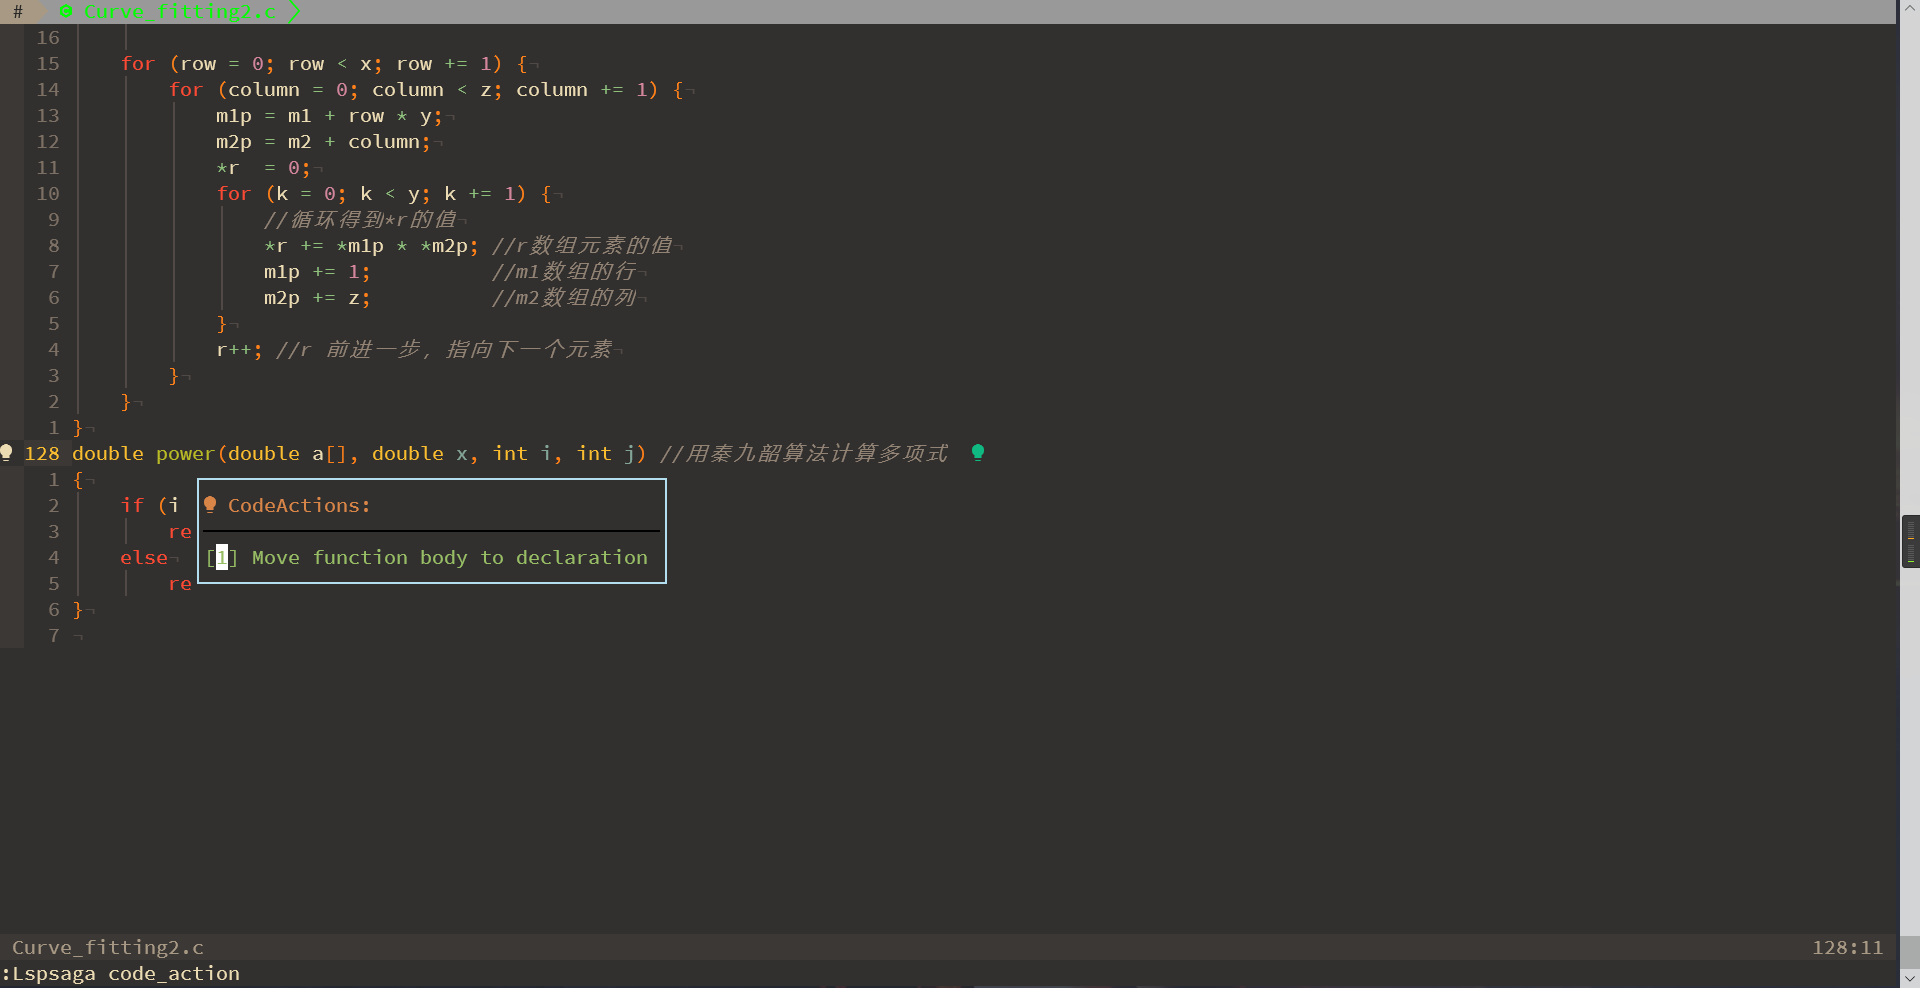 # Curve_fitting2.c
16
15 for (row = 0; row < x; row += 1) {¬
14 for (column = 0; column < z; column += 1) {¬
13 m1p = m1 + row * y;¬
12 m2p = m2 + column;¬
11 *r  = 0;¬
10 for (k = 0; k < y; k += 1) {¬
9 //循环得到*r的值¬
8 *r += *m1p * *m2p; //r数组元素的值¬
7 m1p += 1;          //m1数组的行¬
6 m2p += z;          //m2数组的列¬
5 }¬
4 r++; //r 前进一步, 指向下一个元素¬
3 }¬
2 }¬
1 }¬
128 double power(double a[], double x, int i, int j) //用秦九韶算法计算多项式
1 {¬
2 if (i
CodeActions:
3 re
4 else¬
[1] Move function body to declaration
5 re
6 }¬
7 ¬
Curve_fitting2.c 128:11
:Lspsaga code_action